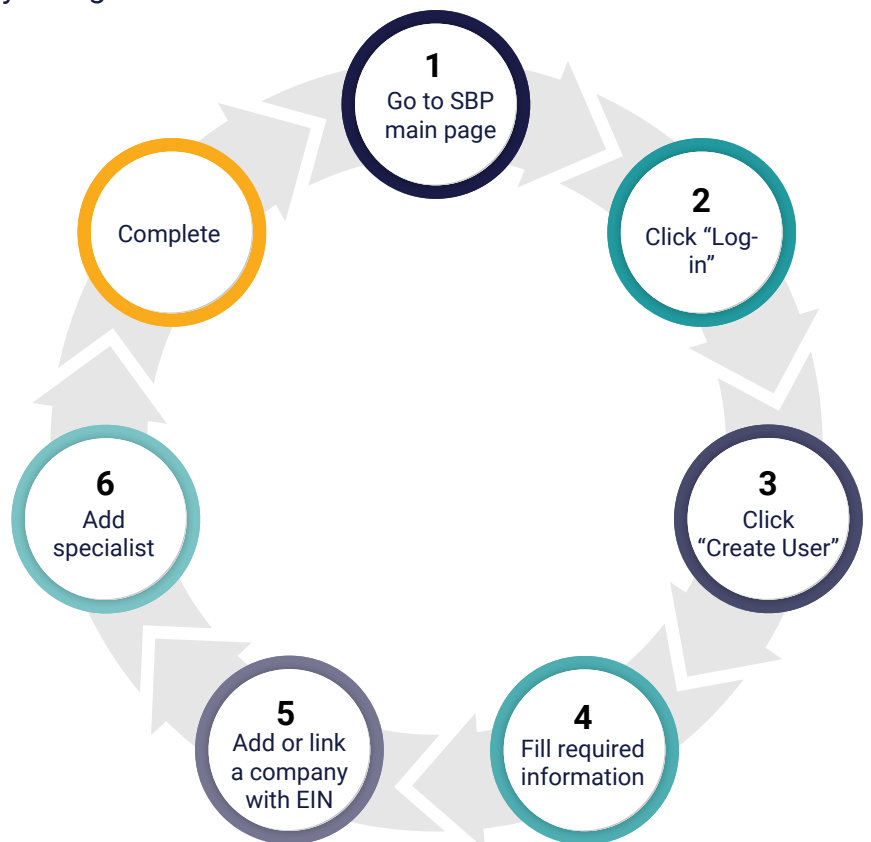 1
Go to SBP
main page
2
Click “Log-
in”
3
Click
“Create User”
4
Fill required
information
5
Add or link
a company
with EIN
6
Add
specialist
Complete